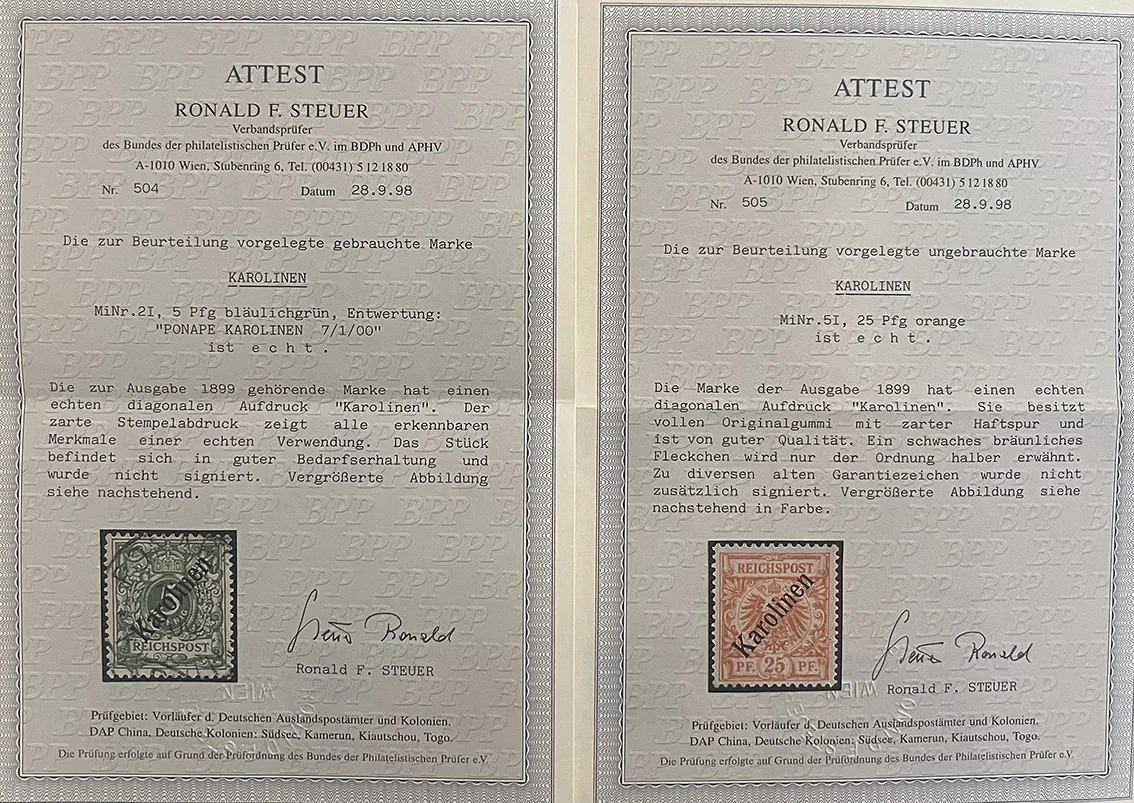 ATTEST
RONALD F. STEUER
Verbandsprüfer
des Bundes der philatelistischen Prüfer e.V. im BDPh und APHV
A-1010 Wien, Stubenring 6, Tel. (00431) 5 12 18 80
Nr. 504 Datum 28.9.98
Die zur Beurteilung vorgelegte gebrauchte Marke
KAROLINEN
MiNr.2I, 5 Pfg bläulichgrün, Entwertung:
"PONAPE KAROLINEN 7/1/00"
ist e c h t .
Die zur Ausgabe 1899 gehörende Marke hat einen
echten diagonalen Aufdruck "Karolinen". Der
zarte Stempelabdruck zeigt alle erkennbaren
Merkmale einer echten Verwendung. Das Stück
befindet sich in guter Bedarfserhaltung und
wurde nicht signiert. Vergrößerte Abbildung
siehe nachstehend.
Karolinen
REICHSPOST
Steuer Ronald
Ronald F. STEUER
WIEN
Prüfgebiet: Vorläufer d. Deutschen Auslandspostämter und Kolonien.
DAP China, Deutsche Kolonien: Südsee, Kamerun, Kiautschou, Togo.
Die Prüfung erfolgte auf Grund der Prüfordnung des Bundes der Philatelistischen Prüfer e.V.
ATTEST
RONALD F. STEUER
Verbandsprüfer
des Bundes der philatelistischen Prüfer e.V. im BDPh und APHV
A-1010 Wien, Stubenring 6, Tel. (00431) 5 12 18 80
Nr. 505 Datum 28.9.98
Die zur Beurteilung vorgelegte ungebrauchte Marke
KAROLINEN
MiNr.5I, 25 Pfg orange
ist e c h t .
Die Marke der Ausgabe 1899 hat einen echten
diagonalen Aufdruck "Karolinen". Sie besitzt
vollen Originalgummi mit zarter Haftspur und
ist von guter Qualität. Ein schwaches bräunliches
Fleckchen wird nur der Ordnung halber erwähnt.
Zu diversen alten Garantiezeichen wurde nicht
zusätzlich signiert. Vergrößerte Abbildung siehe
nachstehend in Farbe.
REICHSPOST
Karolinen
PF. 25 PF.
Steuer Ronald
Ronald F. STEUER
WIEN
Prüfgebiet: Vorläufer d. Deutschen Auslandspostämter und Kolonien.
DAP China, Deutsche Kolonien: Südsee, Kamerun, Kiautschou, Togo.
Die Prüfung erfolgte auf Grund der Prüfordnung des Bundes der Philatelistischen Prüfer e.V.